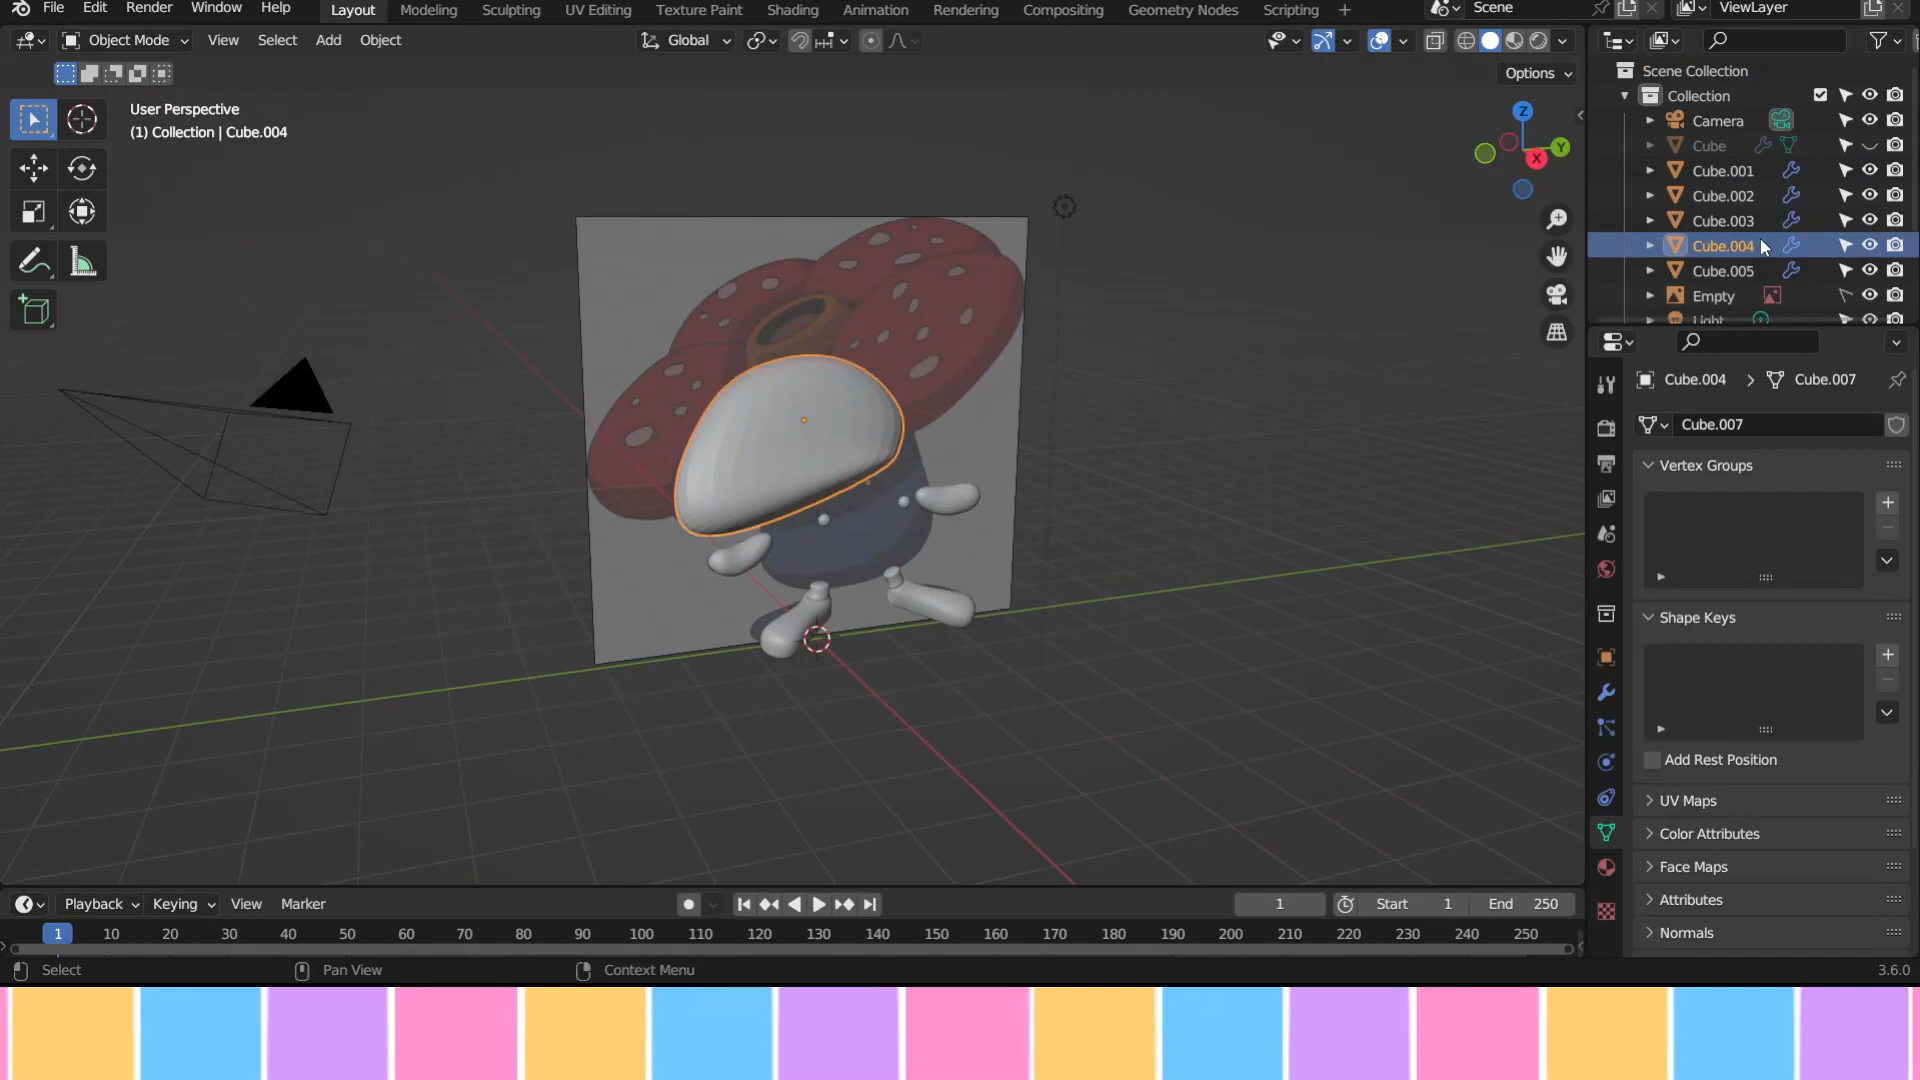 File Edit Render Window Help Layout Modeling Sculpting UV Editing Texture Paint Shading Animation Rendering Compositing Geometry Nodes Scripting + Scene ViewLayer
Object Mode View Select Add Object Global
Options
User Perspective
(1) Collection | Cube.004
Z
Y
X
Scene Collection
Collection
Camera
Cube
Cube.001
Cube.002
Cube.003
Cube.004
Cube.005
Empty
Light
Cube.004 Cube.007
Cube.007
Vertex Groups
Shape Keys
Add Rest Position
UV Maps
Color Attributes
Face Maps
Attributes
Normals
Playback Keying View Marker 1 Start 1 End 250
1 10 20 30 40 50 60 70 80 90 100 110 120 130 140 150 160 170 180 190 200 210 220 230 240 250
Select Pan View Context Menu 3.6.0